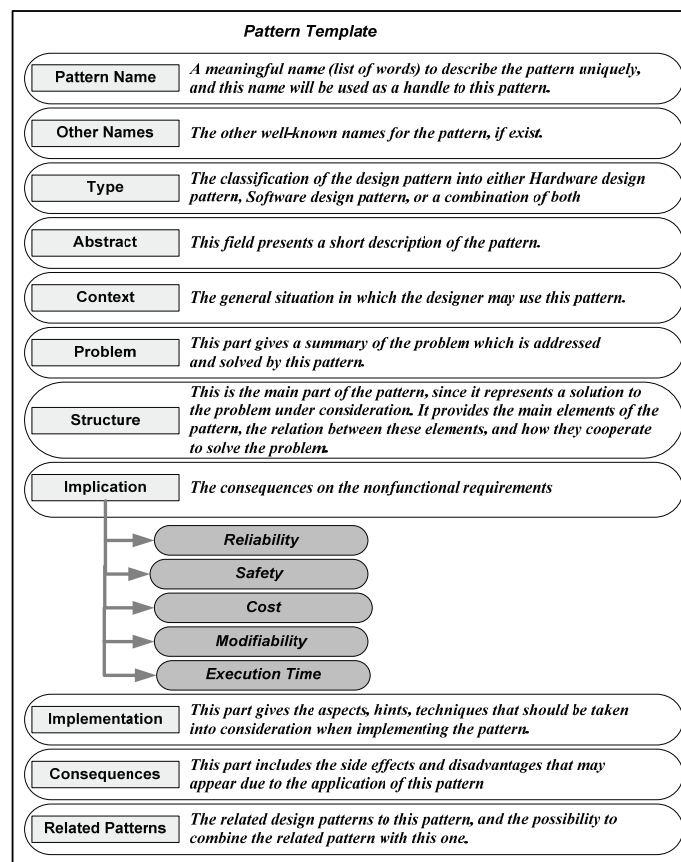 Pattern Template
Pattern Name
A meaningful name (list of words) to describe the pattern uniquely,
and this name will be used as a handle to this pattern.
Other Names
The other well-known names for the pattern, if exist.
Type
The classification of the design pattern into either Hardware design
pattern, Software design pattern, or a combination of both
Abstract
This field presents a short description of the pattern.
Context
The general situation in which the designer may use this pattern.
Problem
This part gives a summary of the problem which is addressed
and solved by this pattern.
Structure
This is the main part of the pattern, since it represents a solution to
the problem under consideration. It provides the main elements of the
pattern, the relation between these elements, and how they cooperate
to solve the problem.
Implication
The consequences on the nonfunctional requirements
Reliability
Safety
Cost
Modifiability
Execution Time
Implementation
This part gives the aspects, hints, techniques that should be taken
into consideration when implementing the pattern.
Consequences
This part includes the side effects and disadvantages that may
appear due to the application of this pattern
Related Patterns
The related design patterns to this pattern, and the possibility to
combine the related pattern with this one.